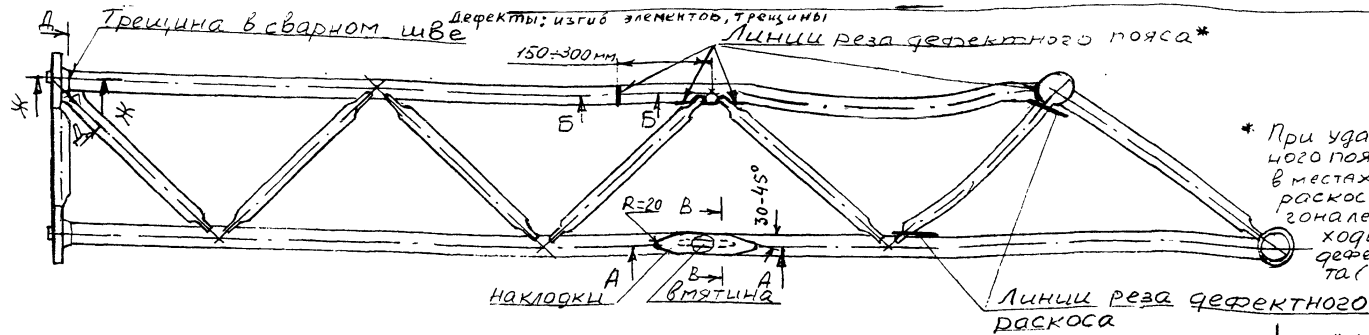 Дефекты: изгиб элементов, трещины
Д
Трещина в сварном шве
Линии реза дефектного пояса*
150÷300мм
Ж
Ж
Б
Б
* При уда
ного поя
в местах
раскос
гонале
ходи
дефе
та(
R=20
В
30-45°
А
А
В
накладки
вмятина
Линии реза дефектного
раскоса